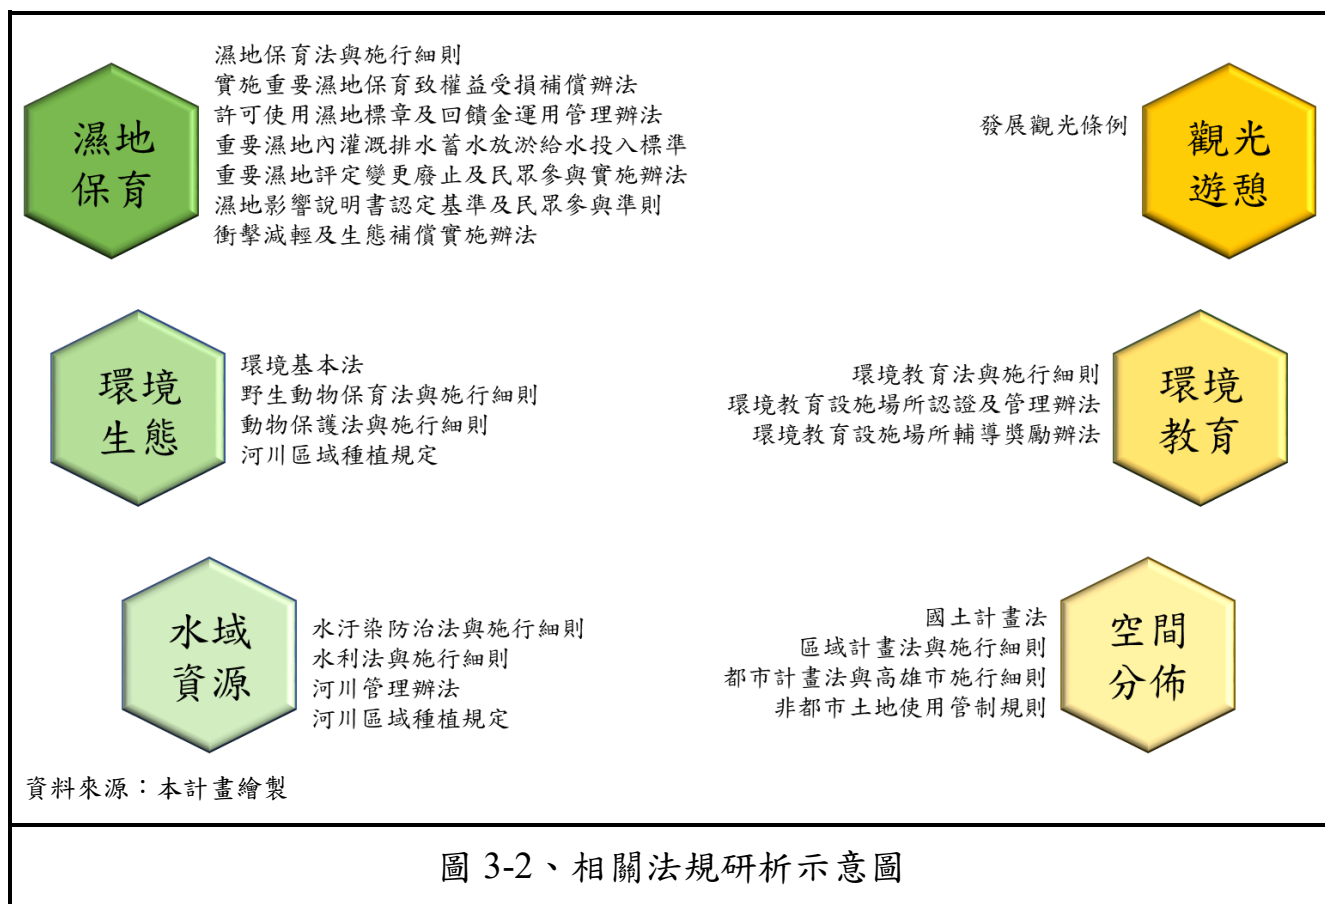 濕地
保育
濕地保育法與施行細則
實施重要濕地保育致權益受損補償辦法
許可使用濕地標章及回饋金運用管理辦法
重要濕地內灌溉排水蓄水放淤給水投入標準
重要濕地評定變更廢止及民眾參與實施辦法
濕地影響說明書認定基準及民眾參與準則
衝擊減輕及生態補償實施辦法
發展觀光條例
觀光
遊憩
環境
生態
環境基本法
野生動物保育法與施行細則
動物保護法與施行細則
河川區域種植規定
環境教育法與施行細則
環境教育設施場所認證及管理辦法
環境教育設施場所輔導獎勵辦法
環境
教育
水域
資源
水汙染防治法與施行細則
水利法與施行細則
河川管理辦法
河川區域種植規定
國土計畫法
區域計畫法與施行細則
都市計畫法與高雄市施行細則
非都市土地使用管制規則
空間
分佈
資料來源：本計畫繪製
圖 3-2、相關法規研析示意圖